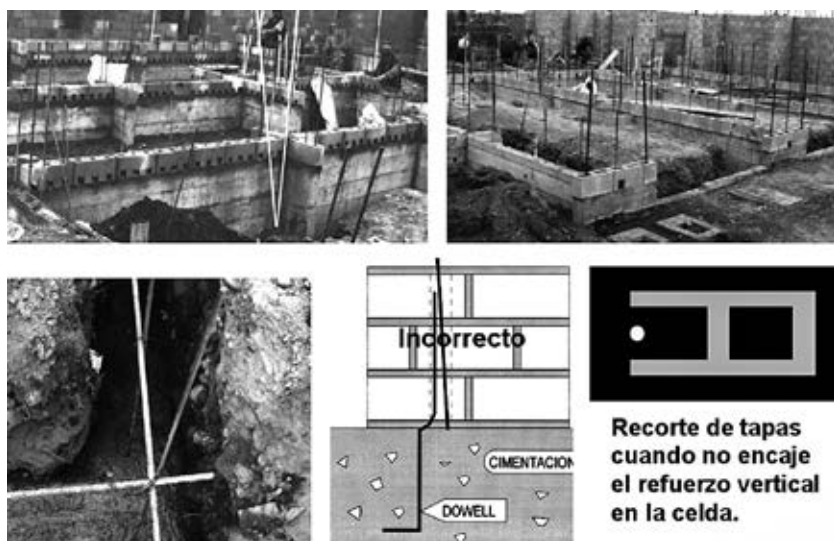 Incorrecto
CIMENTACION
DOWELL
Recorte de tapas
cuando no encaje
el refuerzo vertical
en la celda.